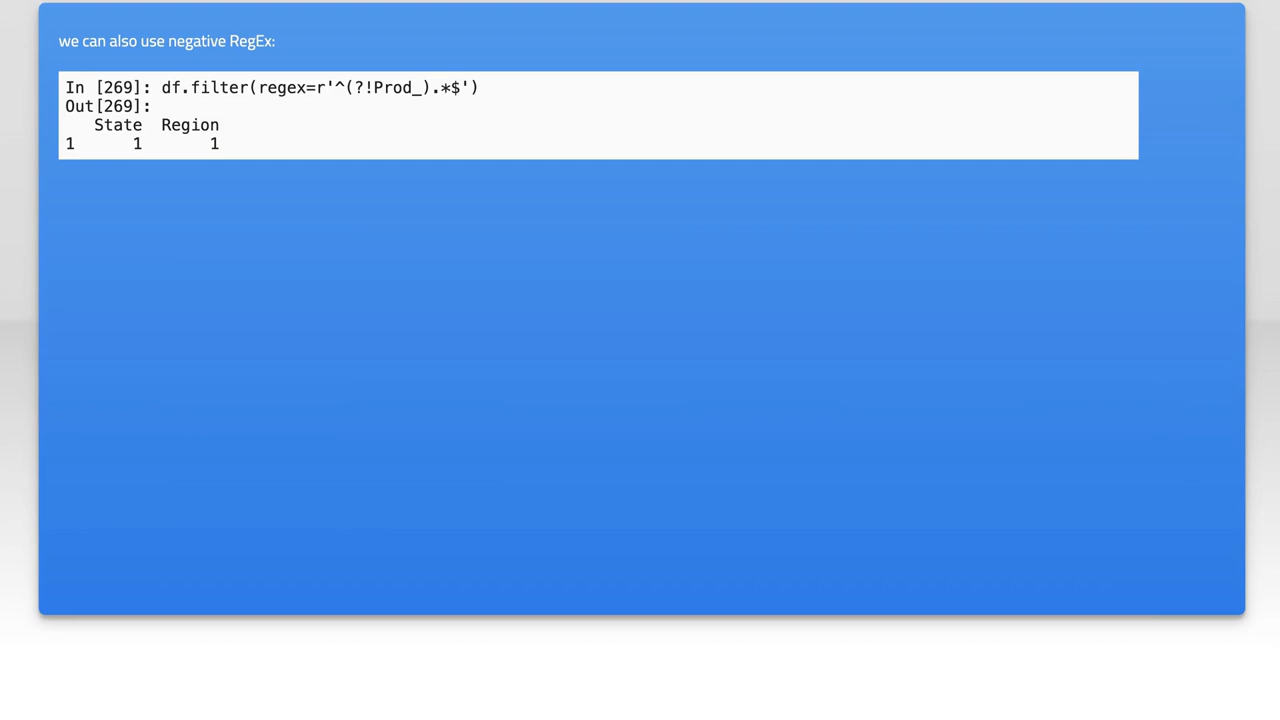 we can also use negative RegEx:
In [269]: df.filter(regex=r'^(?!Prod_).*$')
Out[269]:
   State  Region
1      1       1